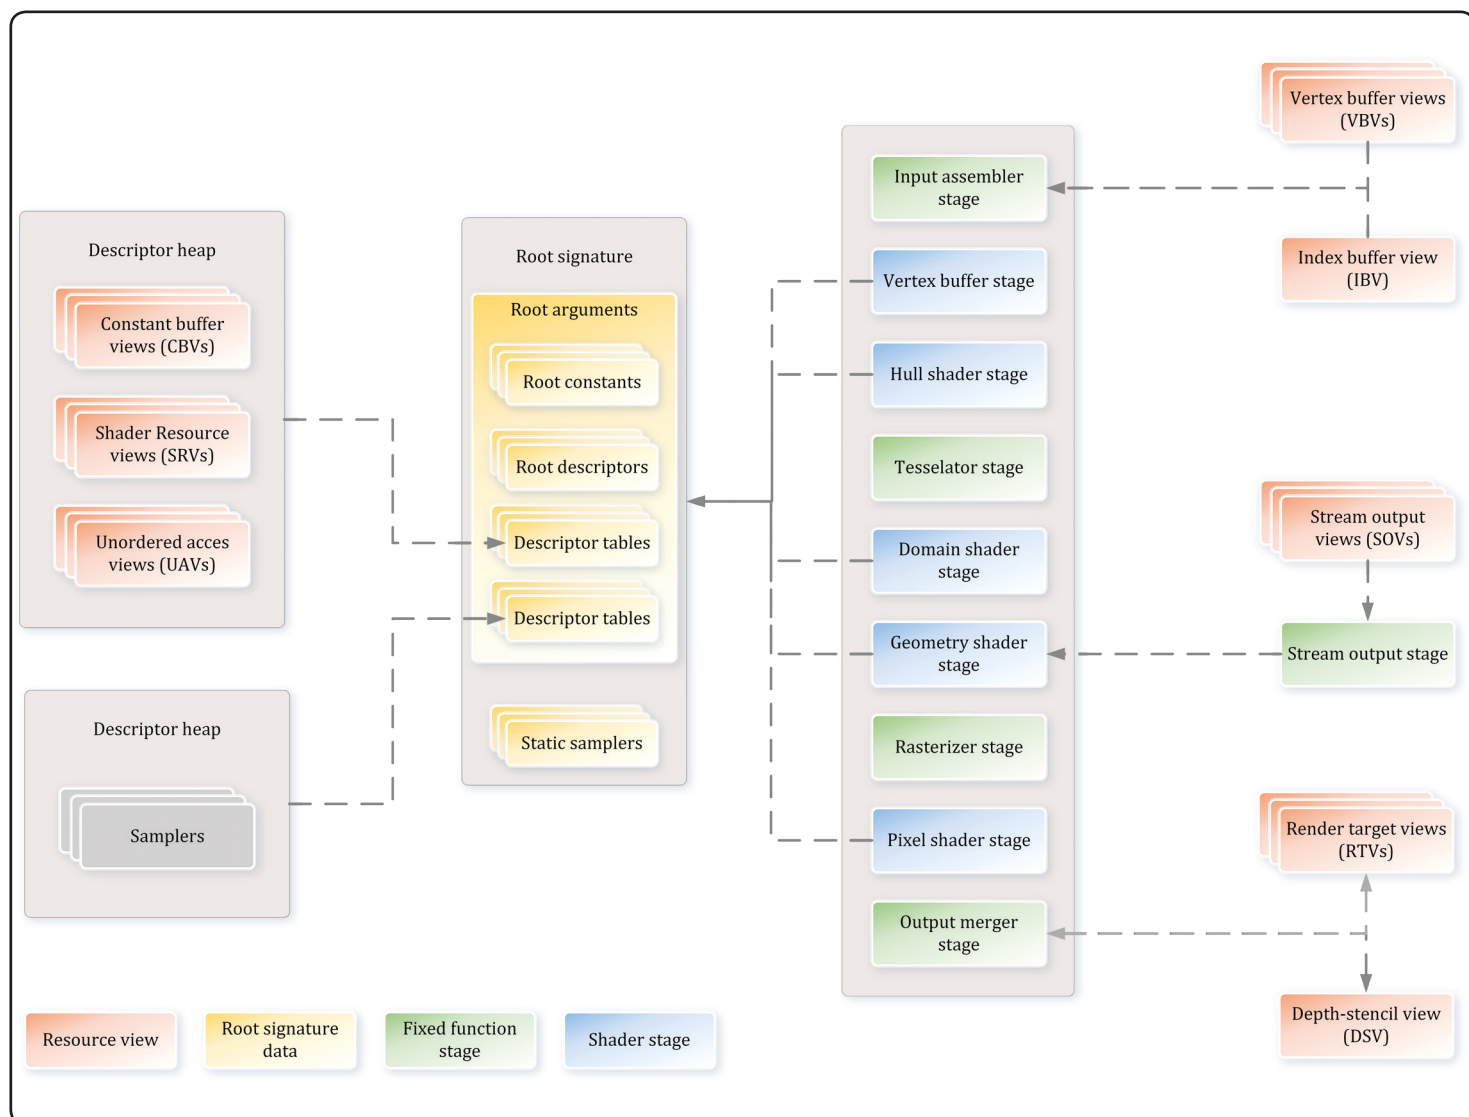 Descriptor heap
Constant buffer
views (CBVs)
Shader Resource
views (SRVs)
Unordered acces
views (UAVs)
Descriptor heap
Samplers
Root signature
Root arguments
Root constants
Root descriptors
Descriptor tables
Descriptor tables
Static samplers
Input assembler
stage
Vertex buffer stage
Hull shader stage
Tesselator stage
Domain shader
stage
Geometry shader
stage
Rasterizer stage
Pixel shader stage
Output merger
stage
Vertex buffer views
(VBVs)
Index buffer view
(IBV)
Stream output
views (SOVs)
Stream output stage
Render target views
(RTVs)
Depth-stencil view
(DSV)
Resource view
Root signature
data
Fixed function
stage
Shader stage